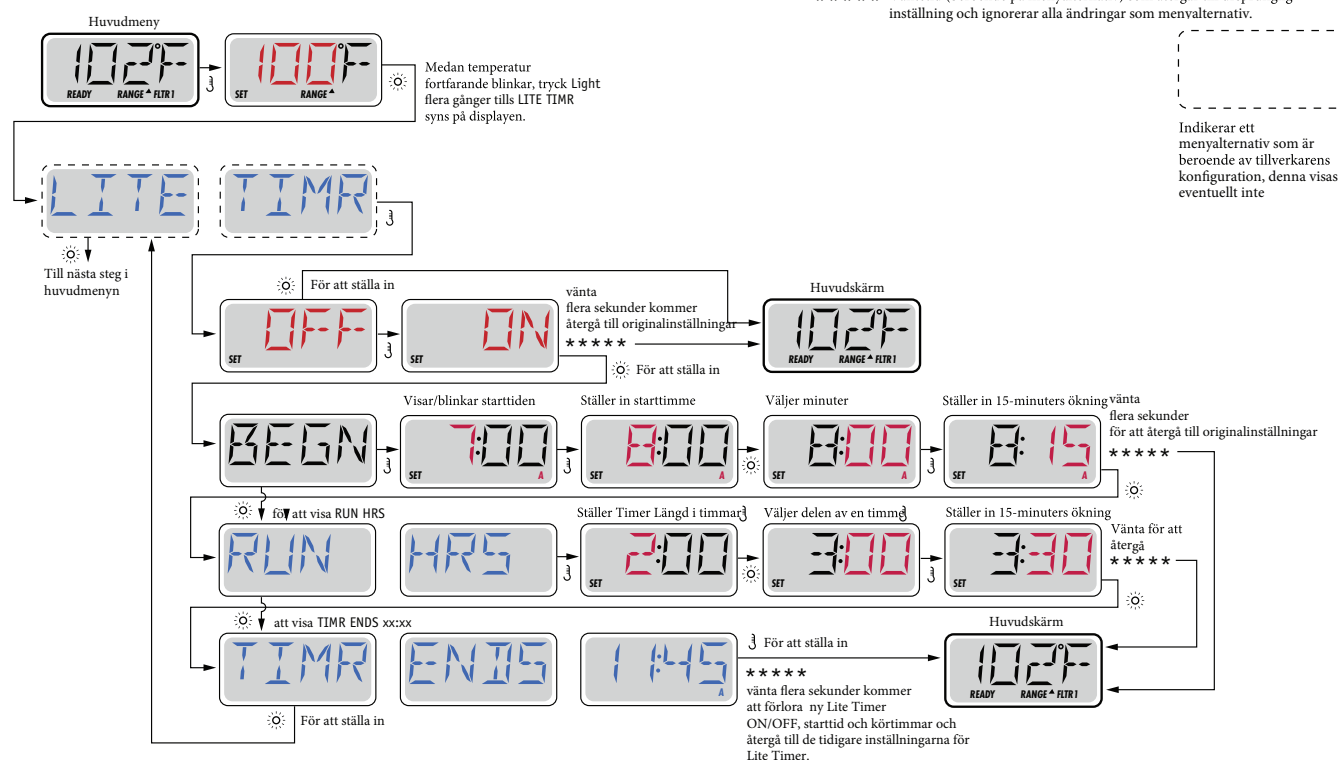 inställning och ignorerar alla ändringar som menyalternativ.
Huvudmeny
102°F
READY RANGE FLTR1
100°F
SET RANGE
Medan temperatur
fortfarande blinkar, tryck Light
flera gånger tills LITE TIMR
syns på displayen.
Indikerar ett
menyalternativ som är
beroende av tillverkarens
konfiguration, denna visas
eventuellt inte
LITE
TIMR
Till nästa steg i
huvudmenyn
För att ställa in
OFF
SET
ON
SET
vänta
flera sekunder kommer
återgå till originalinställningar
*****
Huvudskärm
102°F
READY RANGE FLTR1
För att ställa in
BEGN
Visar/blinkar starttiden
7:00
SET A
Ställer in starttimme
8:00
SET A
Väljer minuter
8:00
SET A
Ställer in 15-minuters ökning
8:15
SET A
vänta
flera sekunder
för att återgå till originalinställningar
*****
för att visa RUN HRS
RUN
HRS
Ställer Timer Längd i timmar
2:00
SET
Väljer delen av en timme
3:00
SET
Ställer in 15-minuters ökning
3:30
SET
Vänta för att
återgå
*****
att visa TIMR ENDS xx:xx
TIMR
ENDS
11:45
A
För att ställa in
*****
vänta flera sekunder kommer
att förlora ny Lite Timer
ON/OFF, starttid och körtimmar och
återgå till de tidigare inställningarna för
Lite Timer.
Huvudskärm
102°F
READY RANGE FLTR1
För att ställa in